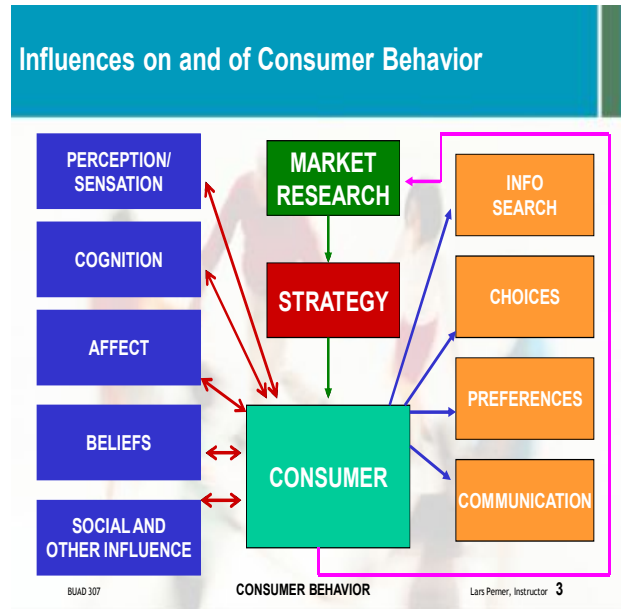 Influences on and of Consumer Behavior
PERCEPTION/
SENSATION
COGNITION
AFFECT
BELIEFS
SOCIAL AND
OTHER INFLUENCE
MARKET
RESEARCH
STRATEGY
CONSUMER
INFO
SEARCH
CHOICES
PREFERENCES
COMMUNICATION
BUAD 307
CONSUMER BEHAVIOR
Lars Perner, Instructor 3